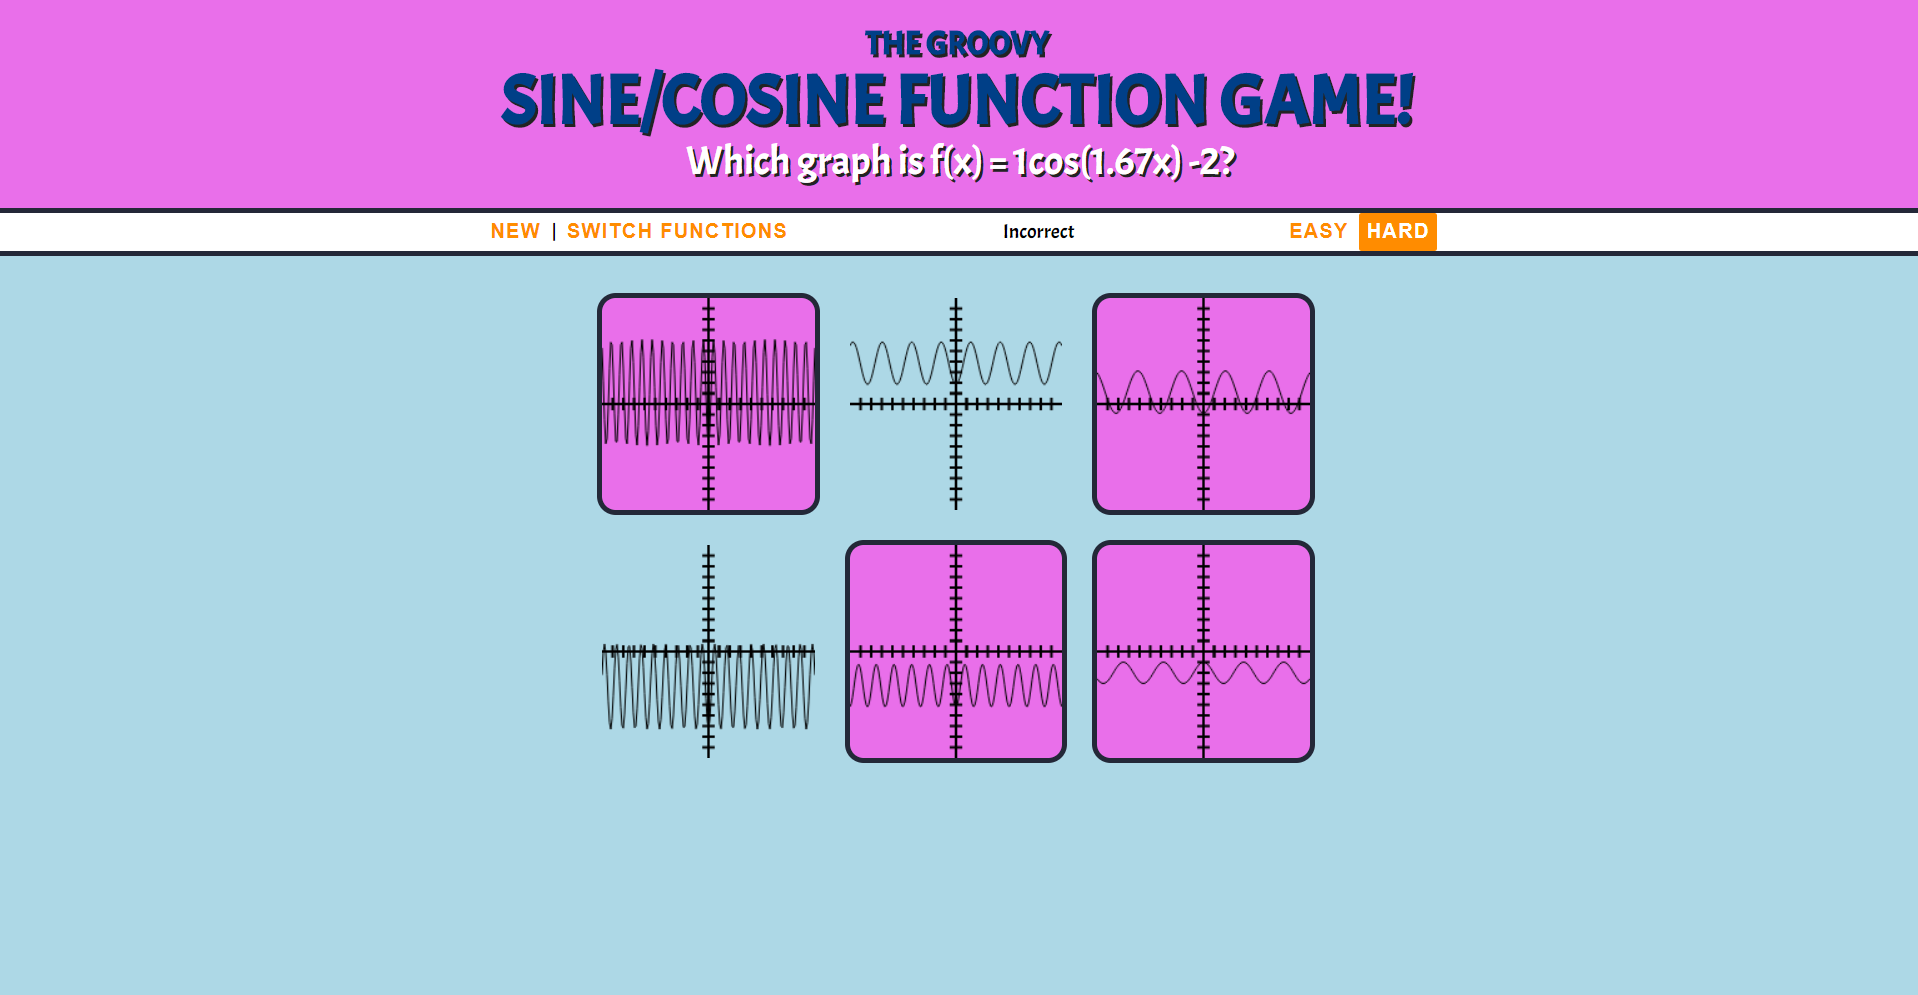 THE GROOVY
SINE/COSINE FUNCTION GAME!
Which graph is f(x) = 1cos(1.67x) -2?
NEW | SWITCH FUNCTIONS Incorrect EASY HARD